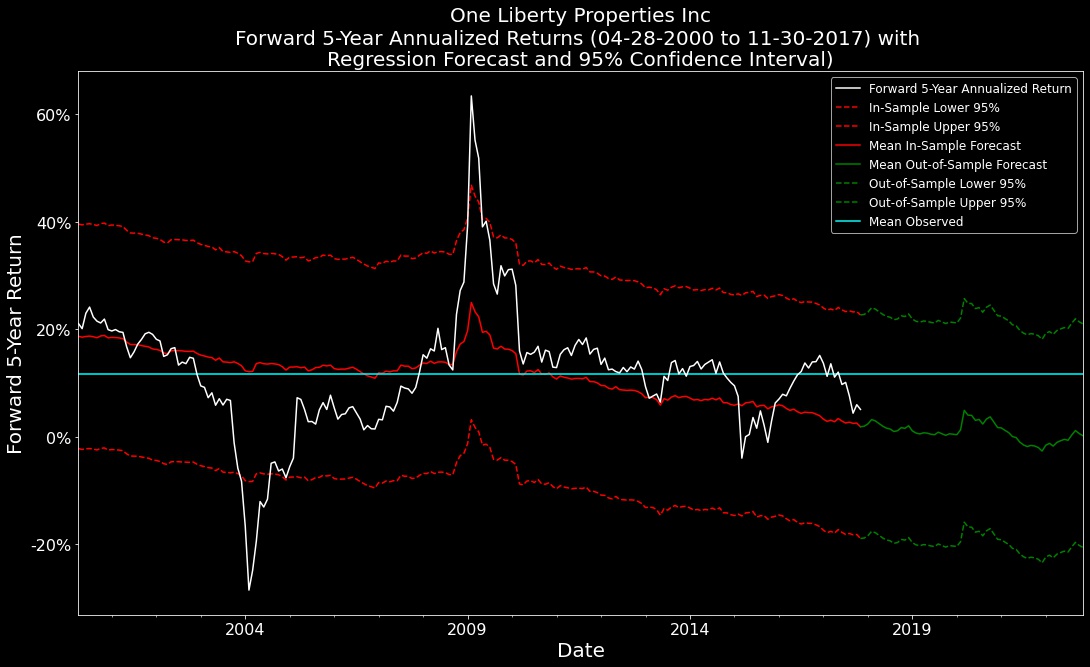 One Liberty Properties Inc
Forward 5-Year Annualized Returns (04-28-2000 to 11-30-2017) with
Regression Forecast and 95% Confidence Interval)
Forward 5-Year Annualized Return
In-Sample Lower 95%
In-Sample Upper 95%
Mean In-Sample Forecast
Mean Out-of-Sample Forecast
Out-of-Sample Lower 95%
Out-of-Sample Upper 95%
Mean Observed
Forward 5-Year Return
60%
40%
20%
0%
-20%
2004
2009
2014
2019
Date